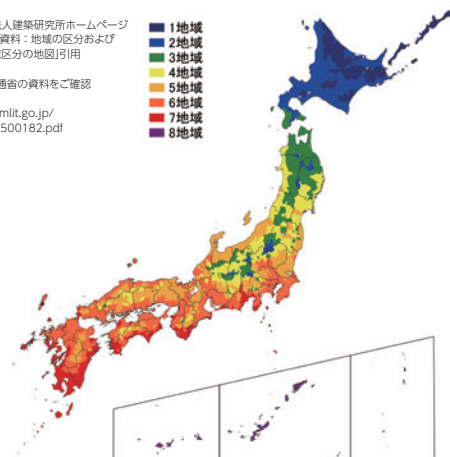 法人建築研究所ホームページ
資料：地域の区分および
区分の地図」引用
通省の資料をご確認
mlit.go.jp/
500182.pdf
1地域
2地域
3地域
4地域
5地域
6地域
7地域
8地域